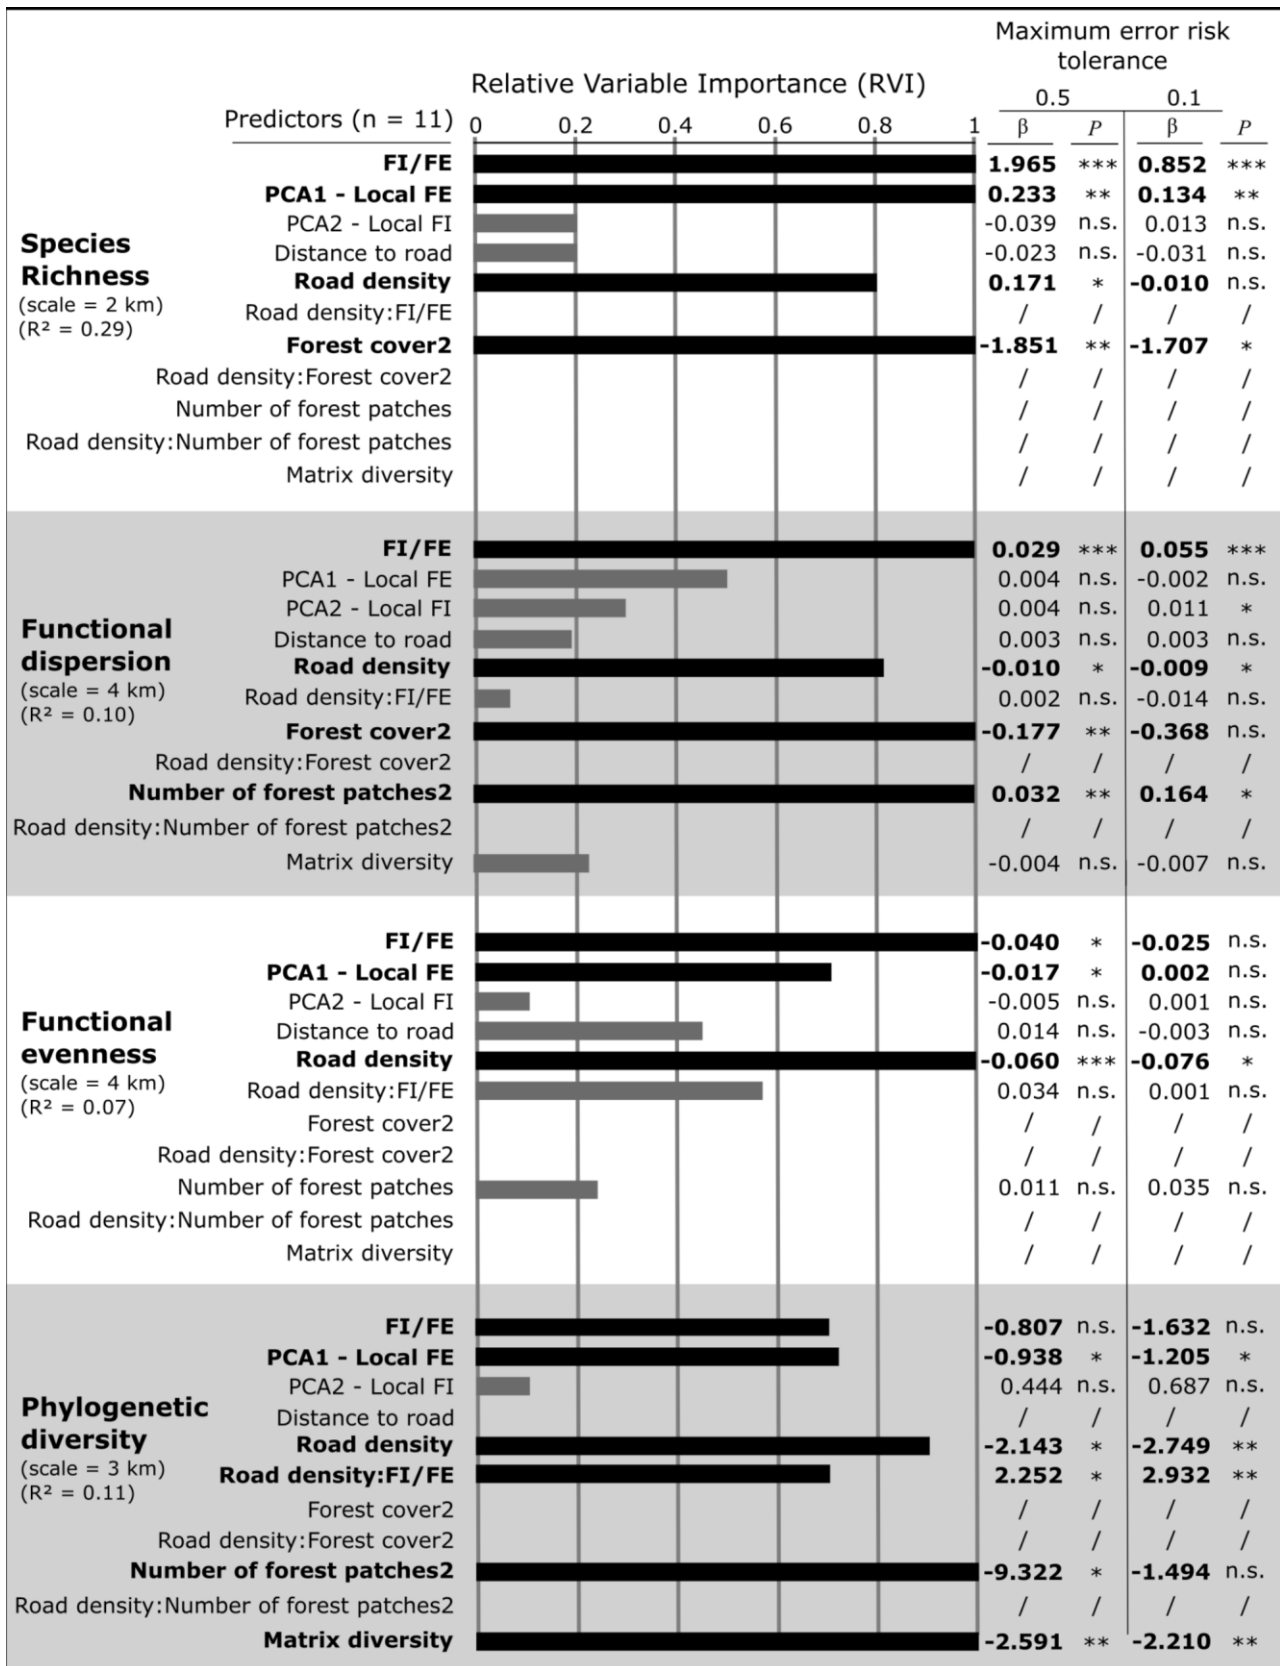 Maximum error risk
tolerance
Relative Variable Importance (RVI)
0.5 0.1
Predictors (n = 11) 0 0.2 0.4 0.6 0.8 1 β P β P
FI/FE 1.965 *** 0.852 ***
PCA1 - Local FE 0.233 ** 0.134 **
PCA2 - Local FI -0.039 n.s. 0.013 n.s.
Species
Richness
(scale = 2 km)
(R² = 0.29)
Distance to road -0.023 n.s. -0.031 n.s.
Road density 0.171 * -0.010 n.s.
Road density:FI/FE / / / /
Forest cover2 -1.851 ** -1.707 *
Road density:Forest cover2 / / / /
Number of forest patches / / / /
Road density:Number of forest patches / / / /
Matrix diversity / / / /
FI/FE 0.029 *** 0.055 ***
PCA1 - Local FE 0.004 n.s. -0.002 n.s.
PCA2 - Local FI 0.004 n.s. 0.011 *
Functional
dispersion
(scale = 4 km)
(R² = 0.10)
Distance to road 0.003 n.s. 0.003 n.s.
Road density -0.010 * -0.009 *
Road density:FI/FE 0.002 n.s. -0.014 n.s.
Forest cover2 -0.177 ** -0.368 n.s.
Road density:Forest cover2 / / / /
Number of forest patches2 0.032 ** 0.164 *
Road density:Number of forest patches2 / / / /
Matrix diversity -0.004 n.s. -0.007 n.s.
FI/FE -0.040 * -0.025 n.s.
PCA1 - Local FE -0.017 * 0.002 n.s.
PCA2 - Local FI -0.005 n.s. 0.001 n.s.
Functional
evenness
(scale = 4 km)
(R² = 0.07)
Distance to road 0.014 n.s. -0.003 n.s.
Road density -0.060 *** -0.076 *
Road density:FI/FE 0.034 n.s. 0.001 n.s.
Forest cover2 / / / /
Road density:Forest cover2 / / / /
Number of forest patches 0.011 n.s. 0.035 n.s.
Road density:Number of forest patches / / / /
Matrix diversity / / / /
FI/FE -0.807 n.s. -1.632 n.s.
PCA1 - Local FE -0.938 * -1.205 *
PCA2 - Local FI 0.444 n.s. 0.687 n.s.
Phylogenetic
diversity
(scale = 3 km)
(R² = 0.11)
Distance to road / / / /
Road density -2.143 * -2.749 **
Road density:FI/FE 2.252 * 2.932 **
Forest cover2 / / / /
Road density:Forest cover2 / / / /
Number of forest patches2 -9.322 * -1.494 n.s.
Road density:Number of forest patches2 / / / /
Matrix diversity -2.591 ** -2.210 **